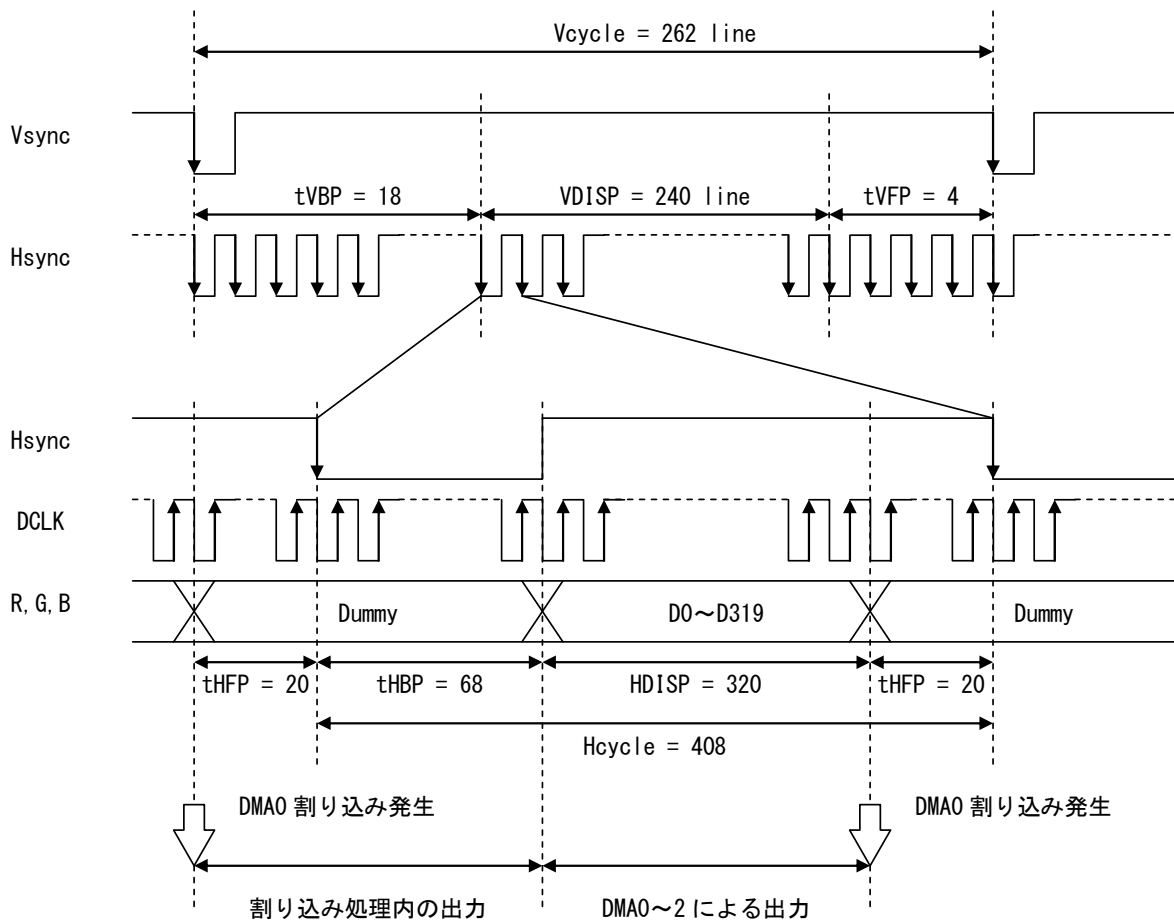 Vcycle = 262 line
Vsync
tVBP = 18
VDISP = 240 line
tVFP = 4
Hsync
Hsync
DCLK
R,G,B
Dummy
D0～D319
Dummy
tHFP = 20
tHBP = 68
HDISP = 320
tHFP = 20
Hcycle = 408
DMA0 割り込み発生
DMA0 割り込み発生
割り込み処理内の出力
DMA0～2 による出力